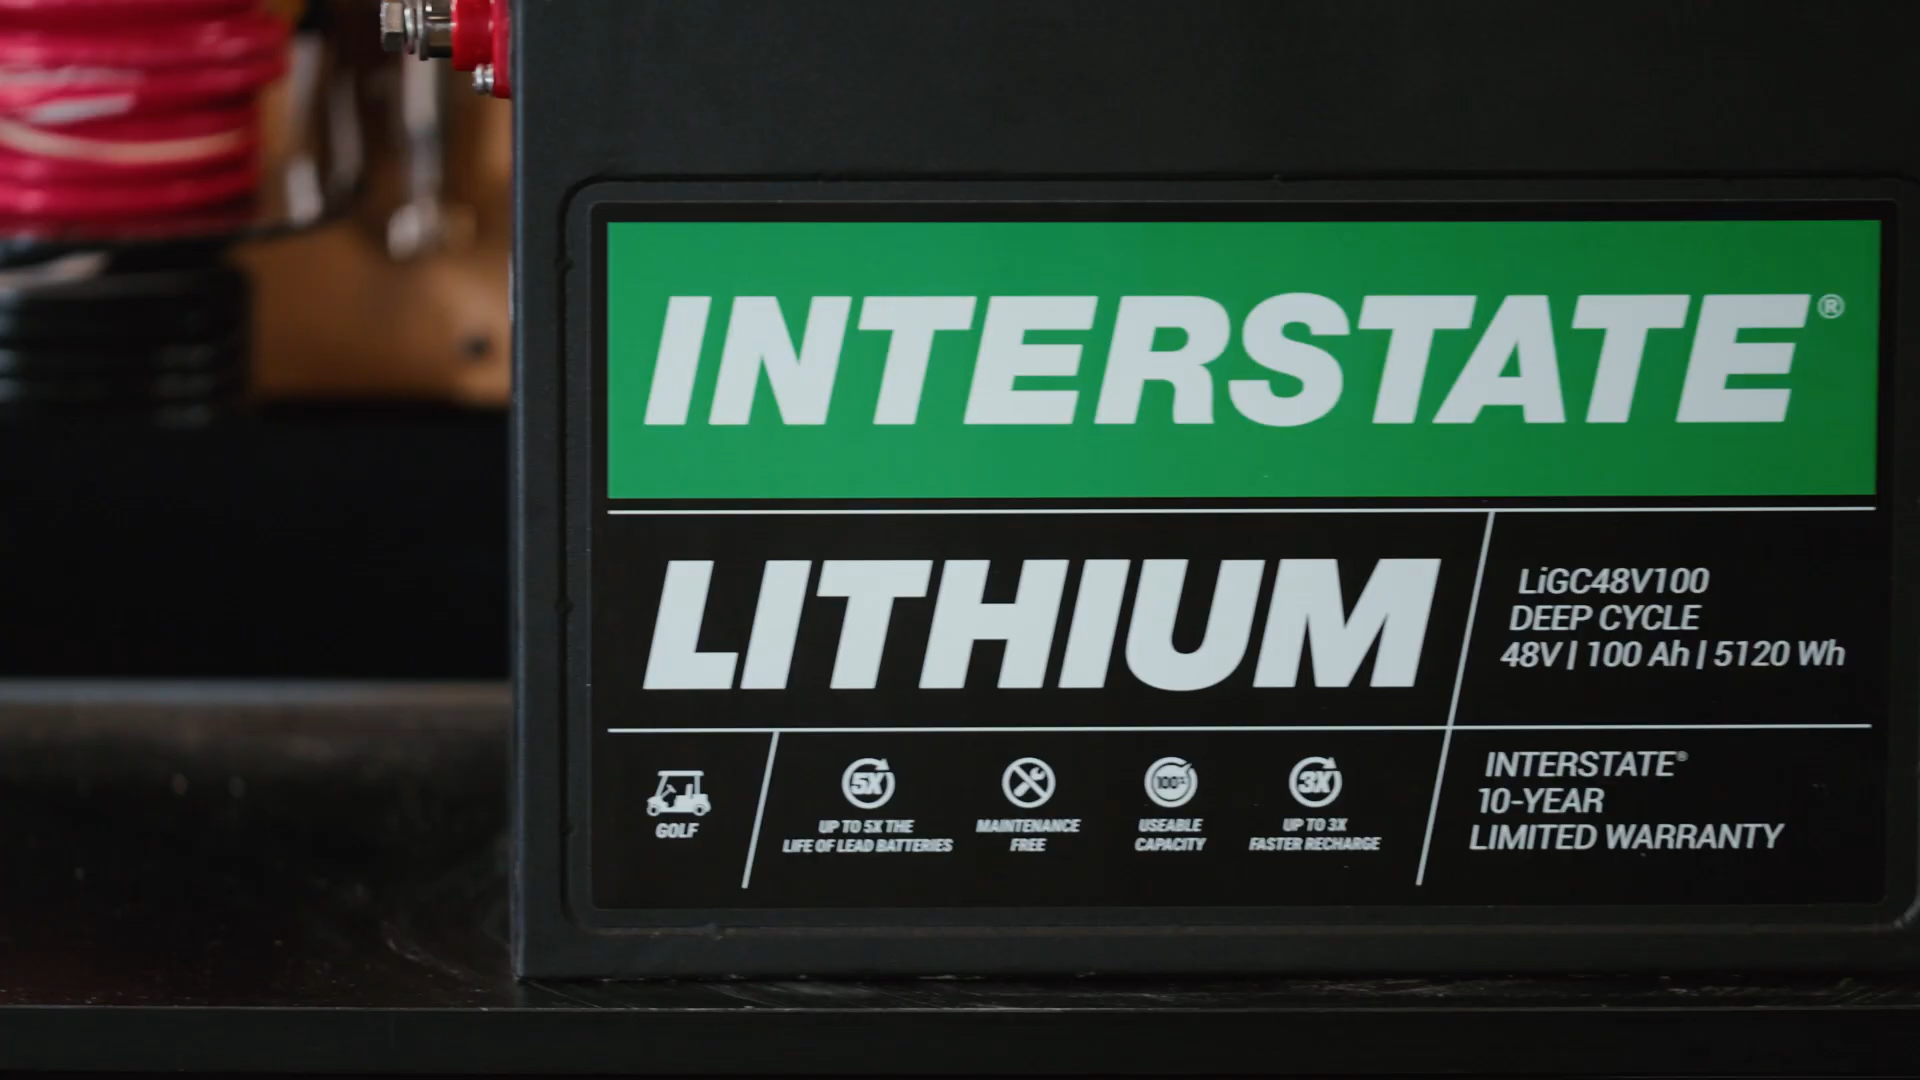 INTERSTATE®
LITHIUM
LiGC48V100
DEEP CYCLE
48V | 100 Ah | 5120 Wh
GOLF
5X
UP TO 5X THE
LIFE OF LEAD BATTERIES
MAINTENANCE
FREE
100%
USEABLE
CAPACITY
3X
UP TO 3X
FASTER RECHARGE
INTERSTATE®
10-YEAR
LIMITED WARRANTY